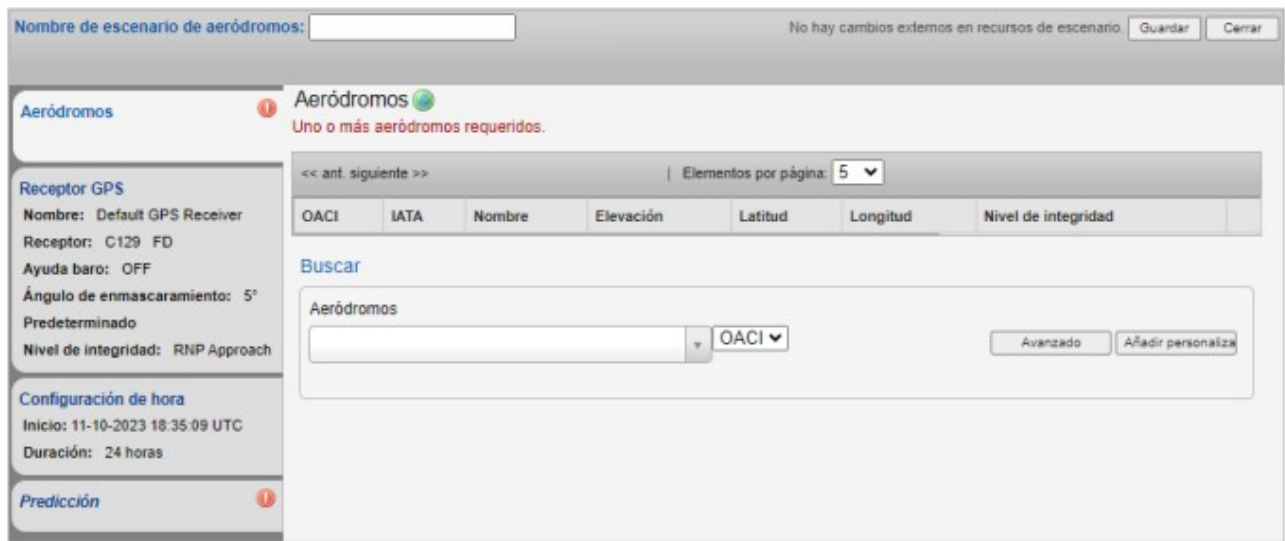 Nombre de escenario de aeródromos:
No hay cambios externos en recursos de escenario. Guardar Cerrar
Aeródromos
Receptor GPS
Nombre: Default GPS Receiver
Receptor: C129 FD
Ayuda baro: OFF
Ángulo de enmascaramiento: 5°
Predeterminado
Nivel de integridad: RNP Approach
Configuración de hora
Inicio: 11-10-2023 18:35:09 UTC
Duración: 24 horas
Predicción
Aeródromos
Uno o más aeródromos requeridos.
<< ant. siguiente >> | Elementos por página: 5
OACI IATA Nombre Elevación Latitud Longitud Nivel de integridad
Buscar
Aeródromos
OACI Avanzado Añadir personaliza